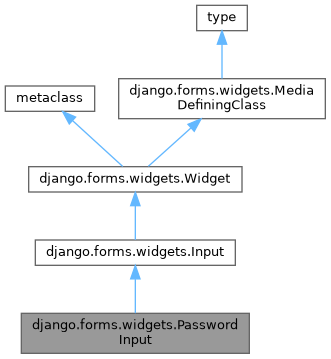 type
metaclass
django.forms.widgets.Media
DefiningClass
django.forms.widgets.Widget
django.forms.widgets.Input
django.forms.widgets.Password
Input